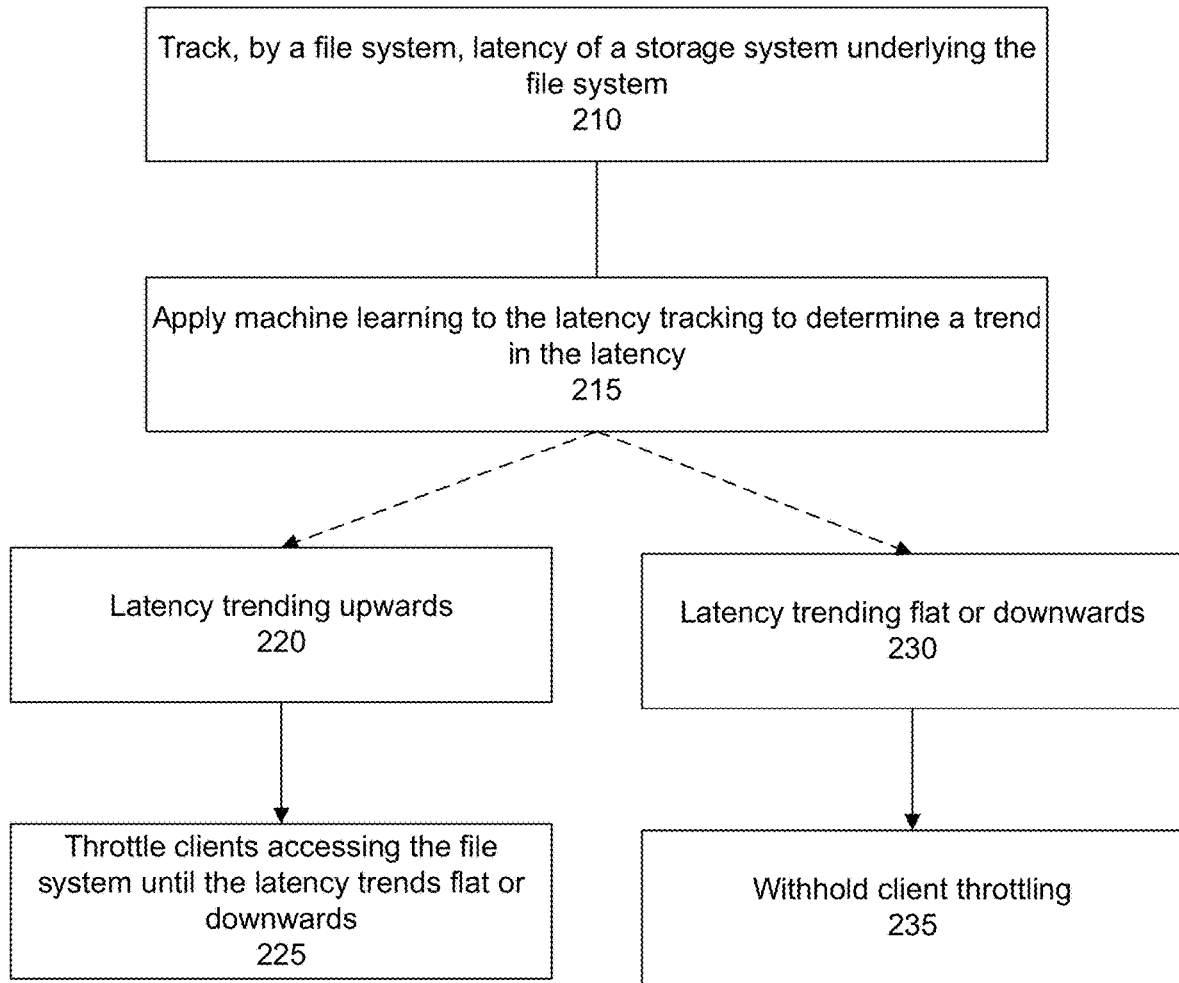 Track, by a file system, latency of a storage system underlying the
file system
210
Apply machine learning to the latency tracking to determine a trend
in the latency
215
Latency trending upwards
220
Latency trending flat or downwards
230
Throttle clients accessing the file
system until the latency trends flat or
downwards
225
Withhold client throttling
235